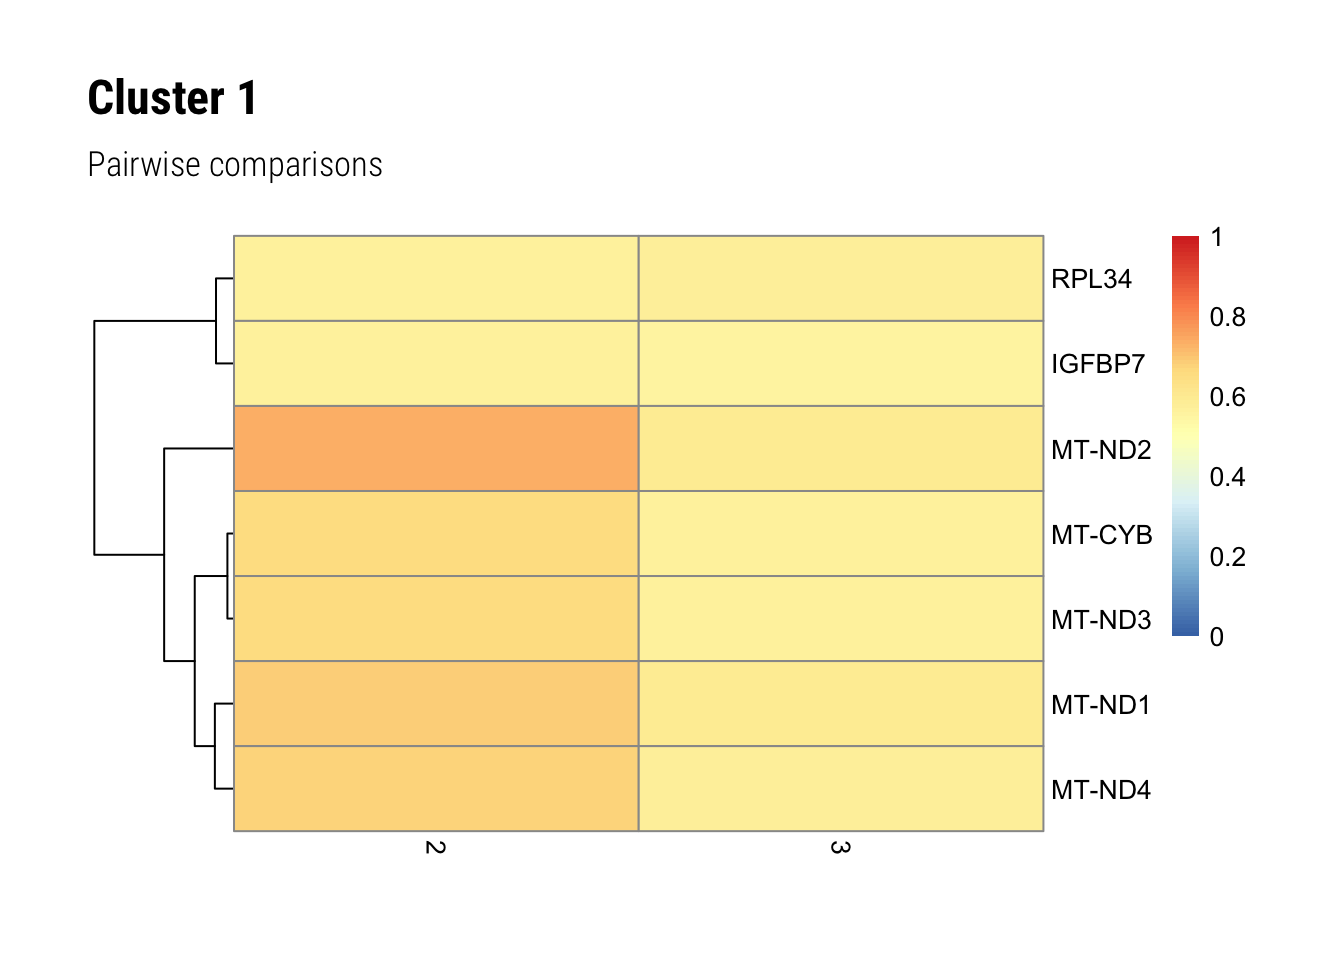 Cluster 1
Pairwise comparisons
RPL34
IGFBP7
MT-ND2
MT-CYB
MT-ND3
MT-ND1
MT-ND4
2
3
1
0.8
0.6
0.4
0.2
0